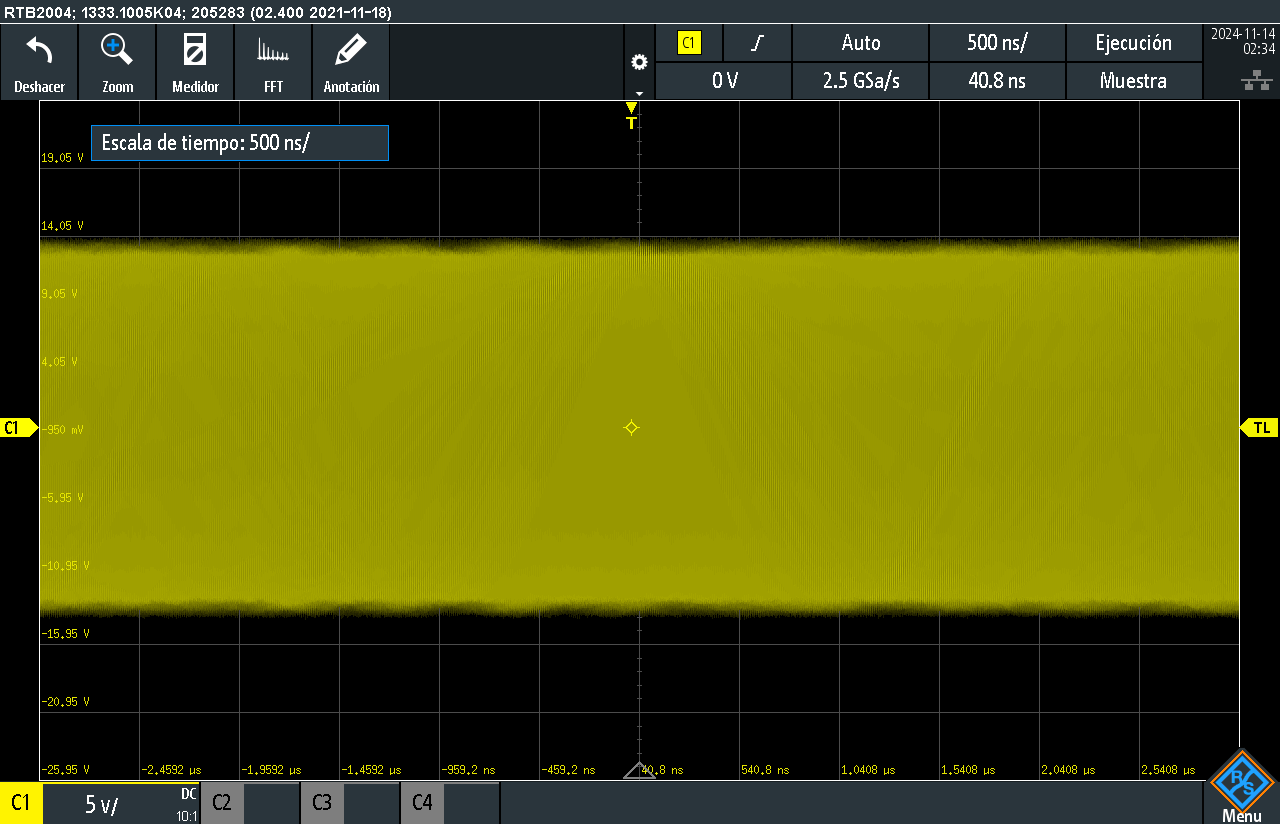 RTB2004; 1333.1005K04; 205283 (02.400 2021-11-18)
Deshacer
Zoom
Medidor
FFT
Anotación
C1
Auto
500 ns/
Ejecución
0 V
2.5 GSa/s
40.8 ns
Muestra
2024-11-14
02:34
T
Escala de tiempo: 500 ns/
19.05 V
14.05 V
9.05 V
4.05 V
C1
-950 mV
TL
-5.95 V
-10.95 V
-15.95 V
-20.95 V
-25.95 V
-2.4592 µs
-1.9592 µs
-1.4592 µs
-959.2 ns
-459.2 ns
40.8 ns
540.8 ns
1.0408 µs
1.5408 µs
2.0408 µs
2.5408 µs
C1
5 V/
DC
10:1
C2
C3
C4
R S
Menu